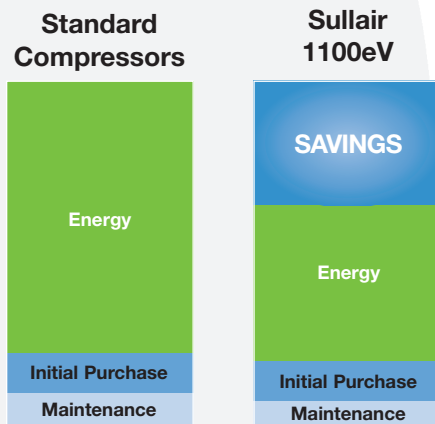 Standard
Compressors
Energy
Initial Purchase
Maintenance
Sullair
1100eV
SAVINGS
Energy
Initial Purchase
Maintenance